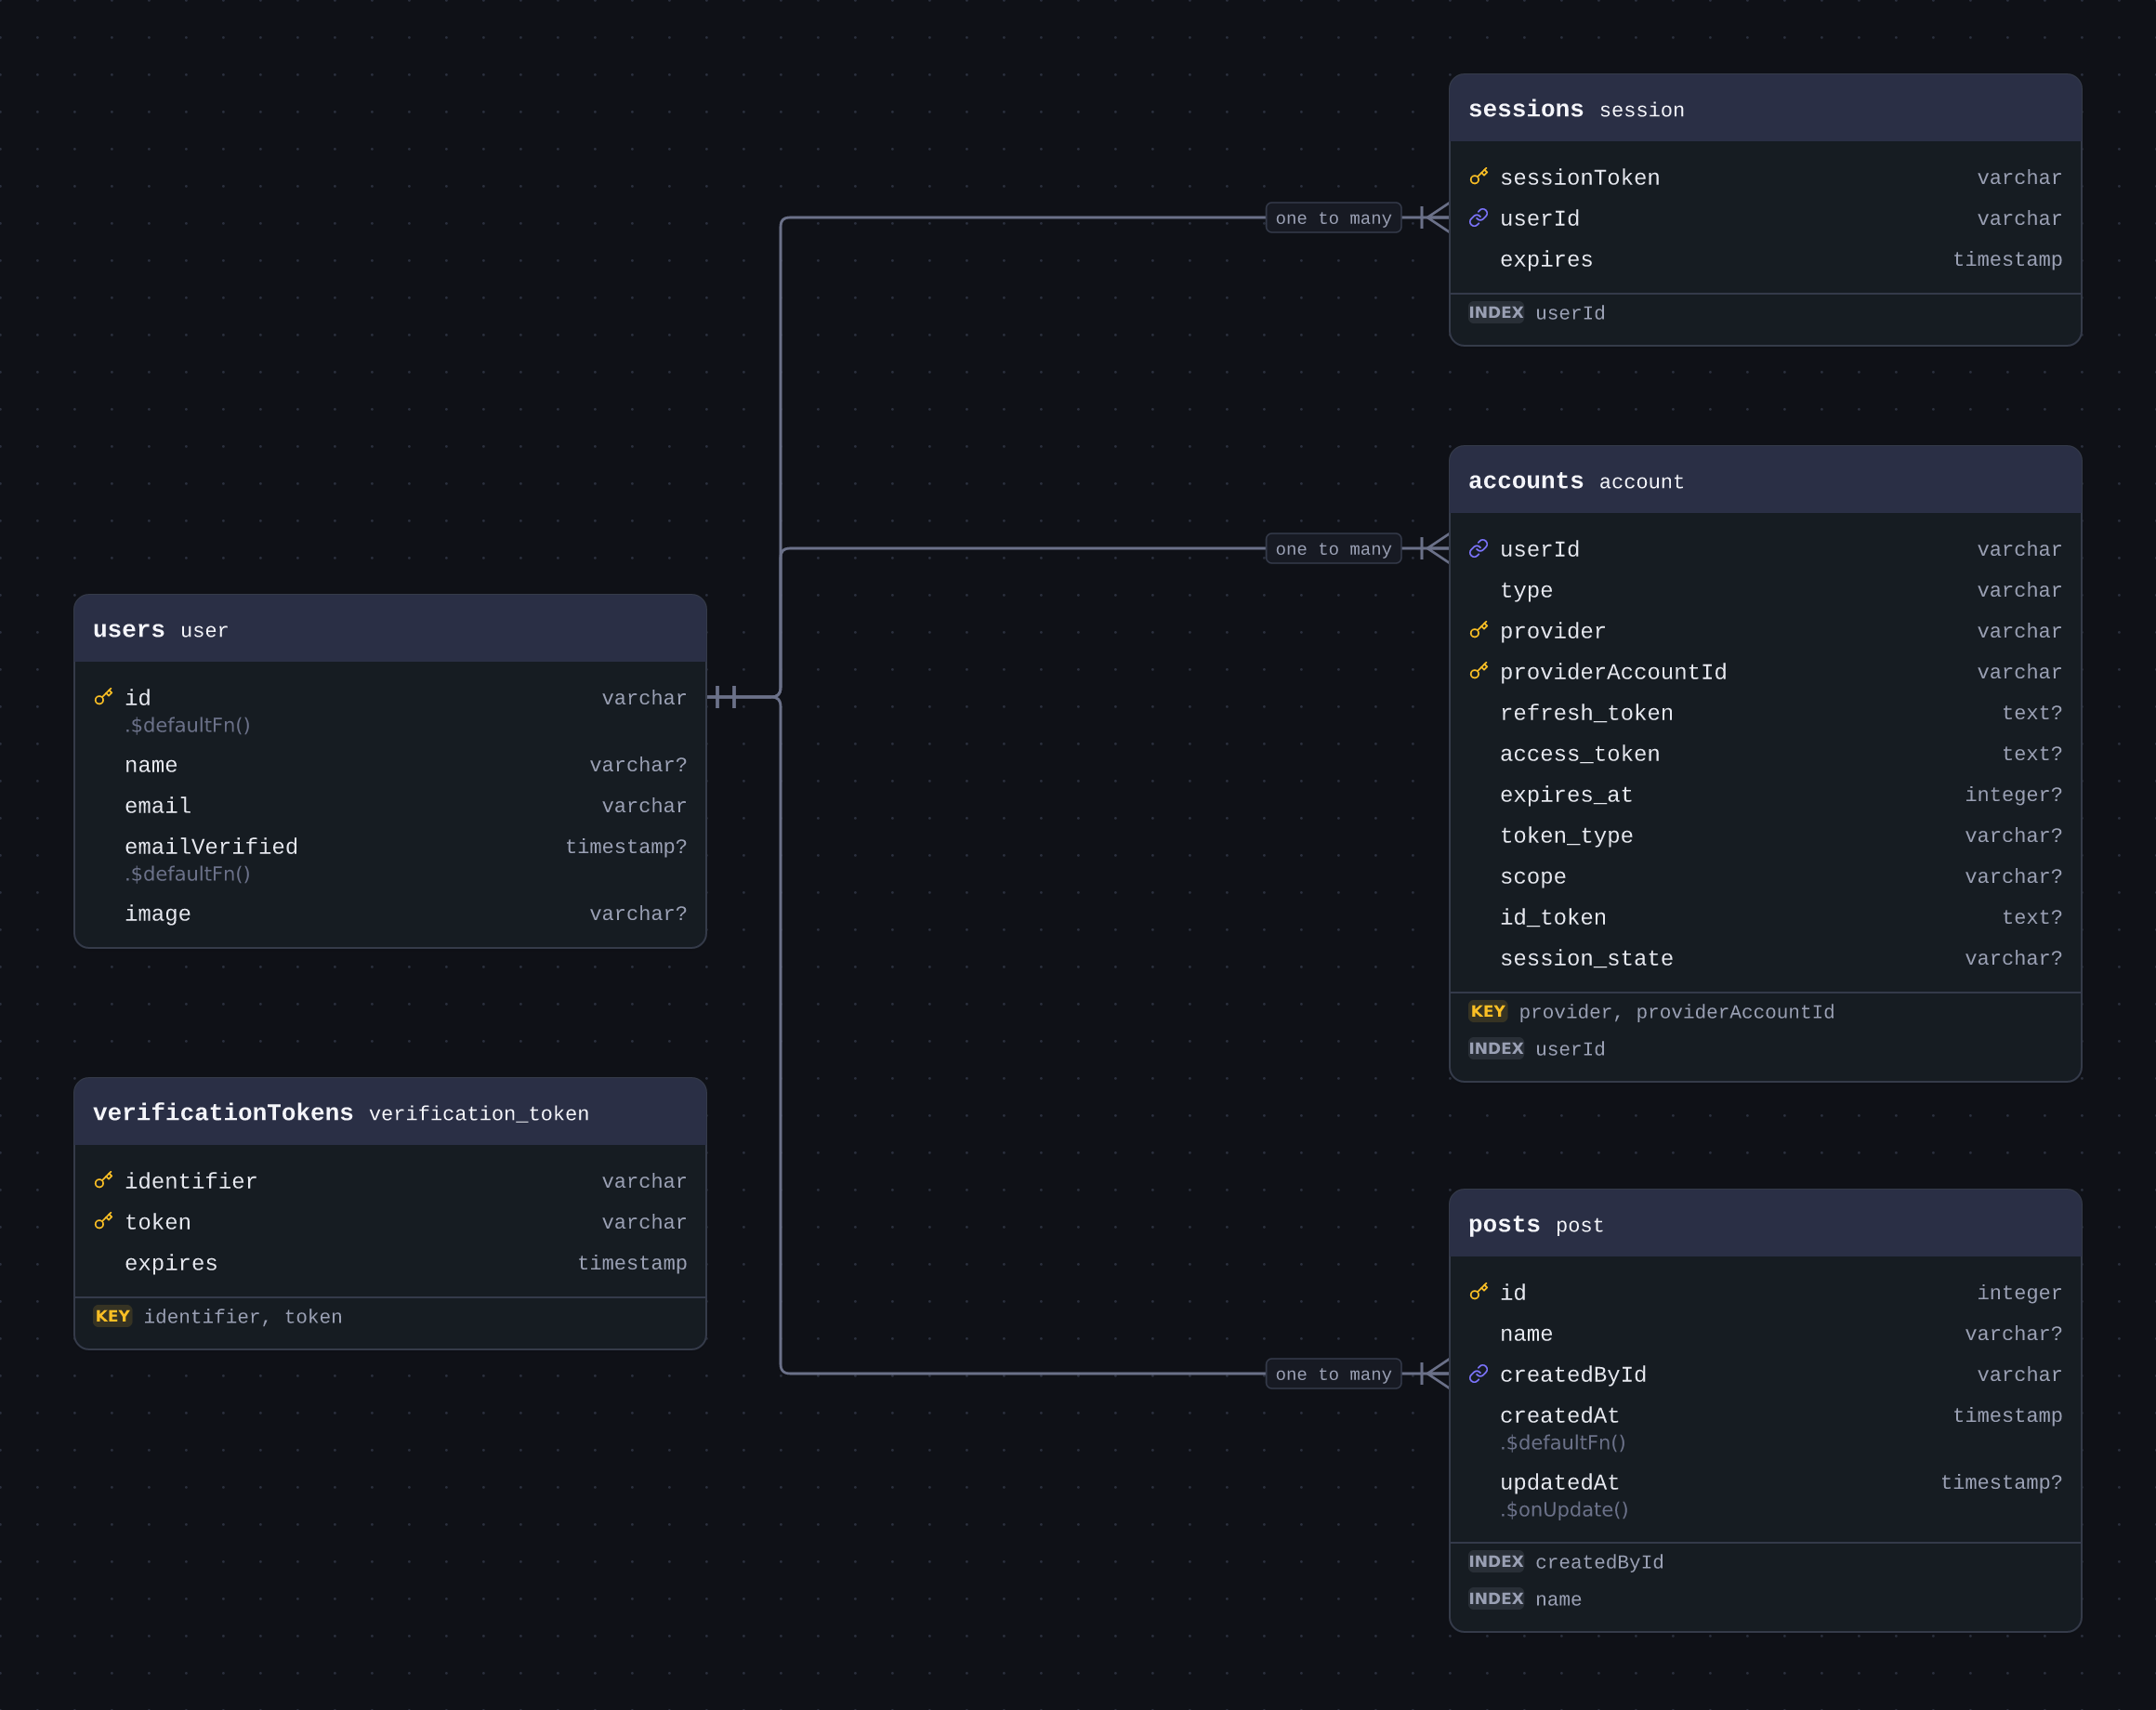 sessions session
sessionToken varchar
userId varchar
expires timestamp
INDEX userId
one to many
accounts account
userId varchar
type varchar
provider varchar
providerAccountId varchar
refresh_token text?
access_token text?
expires_at integer?
token_type varchar?
scope varchar?
id_token text?
session_state varchar?
KEY provider, providerAccountId
INDEX userId
one to many
users user
id varchar
.$defaultFn()
name varchar?
email varchar
emailVerified timestamp?
.$defaultFn()
image varchar?
verificationTokens verification_token
identifier varchar
token varchar
expires timestamp
KEY identifier, token
posts post
id integer
name varchar?
one to many
createdById varchar
createdAt timestamp
.$defaultFn()
updatedAt timestamp?
.$onUpdate()
INDEX createdById
INDEX name